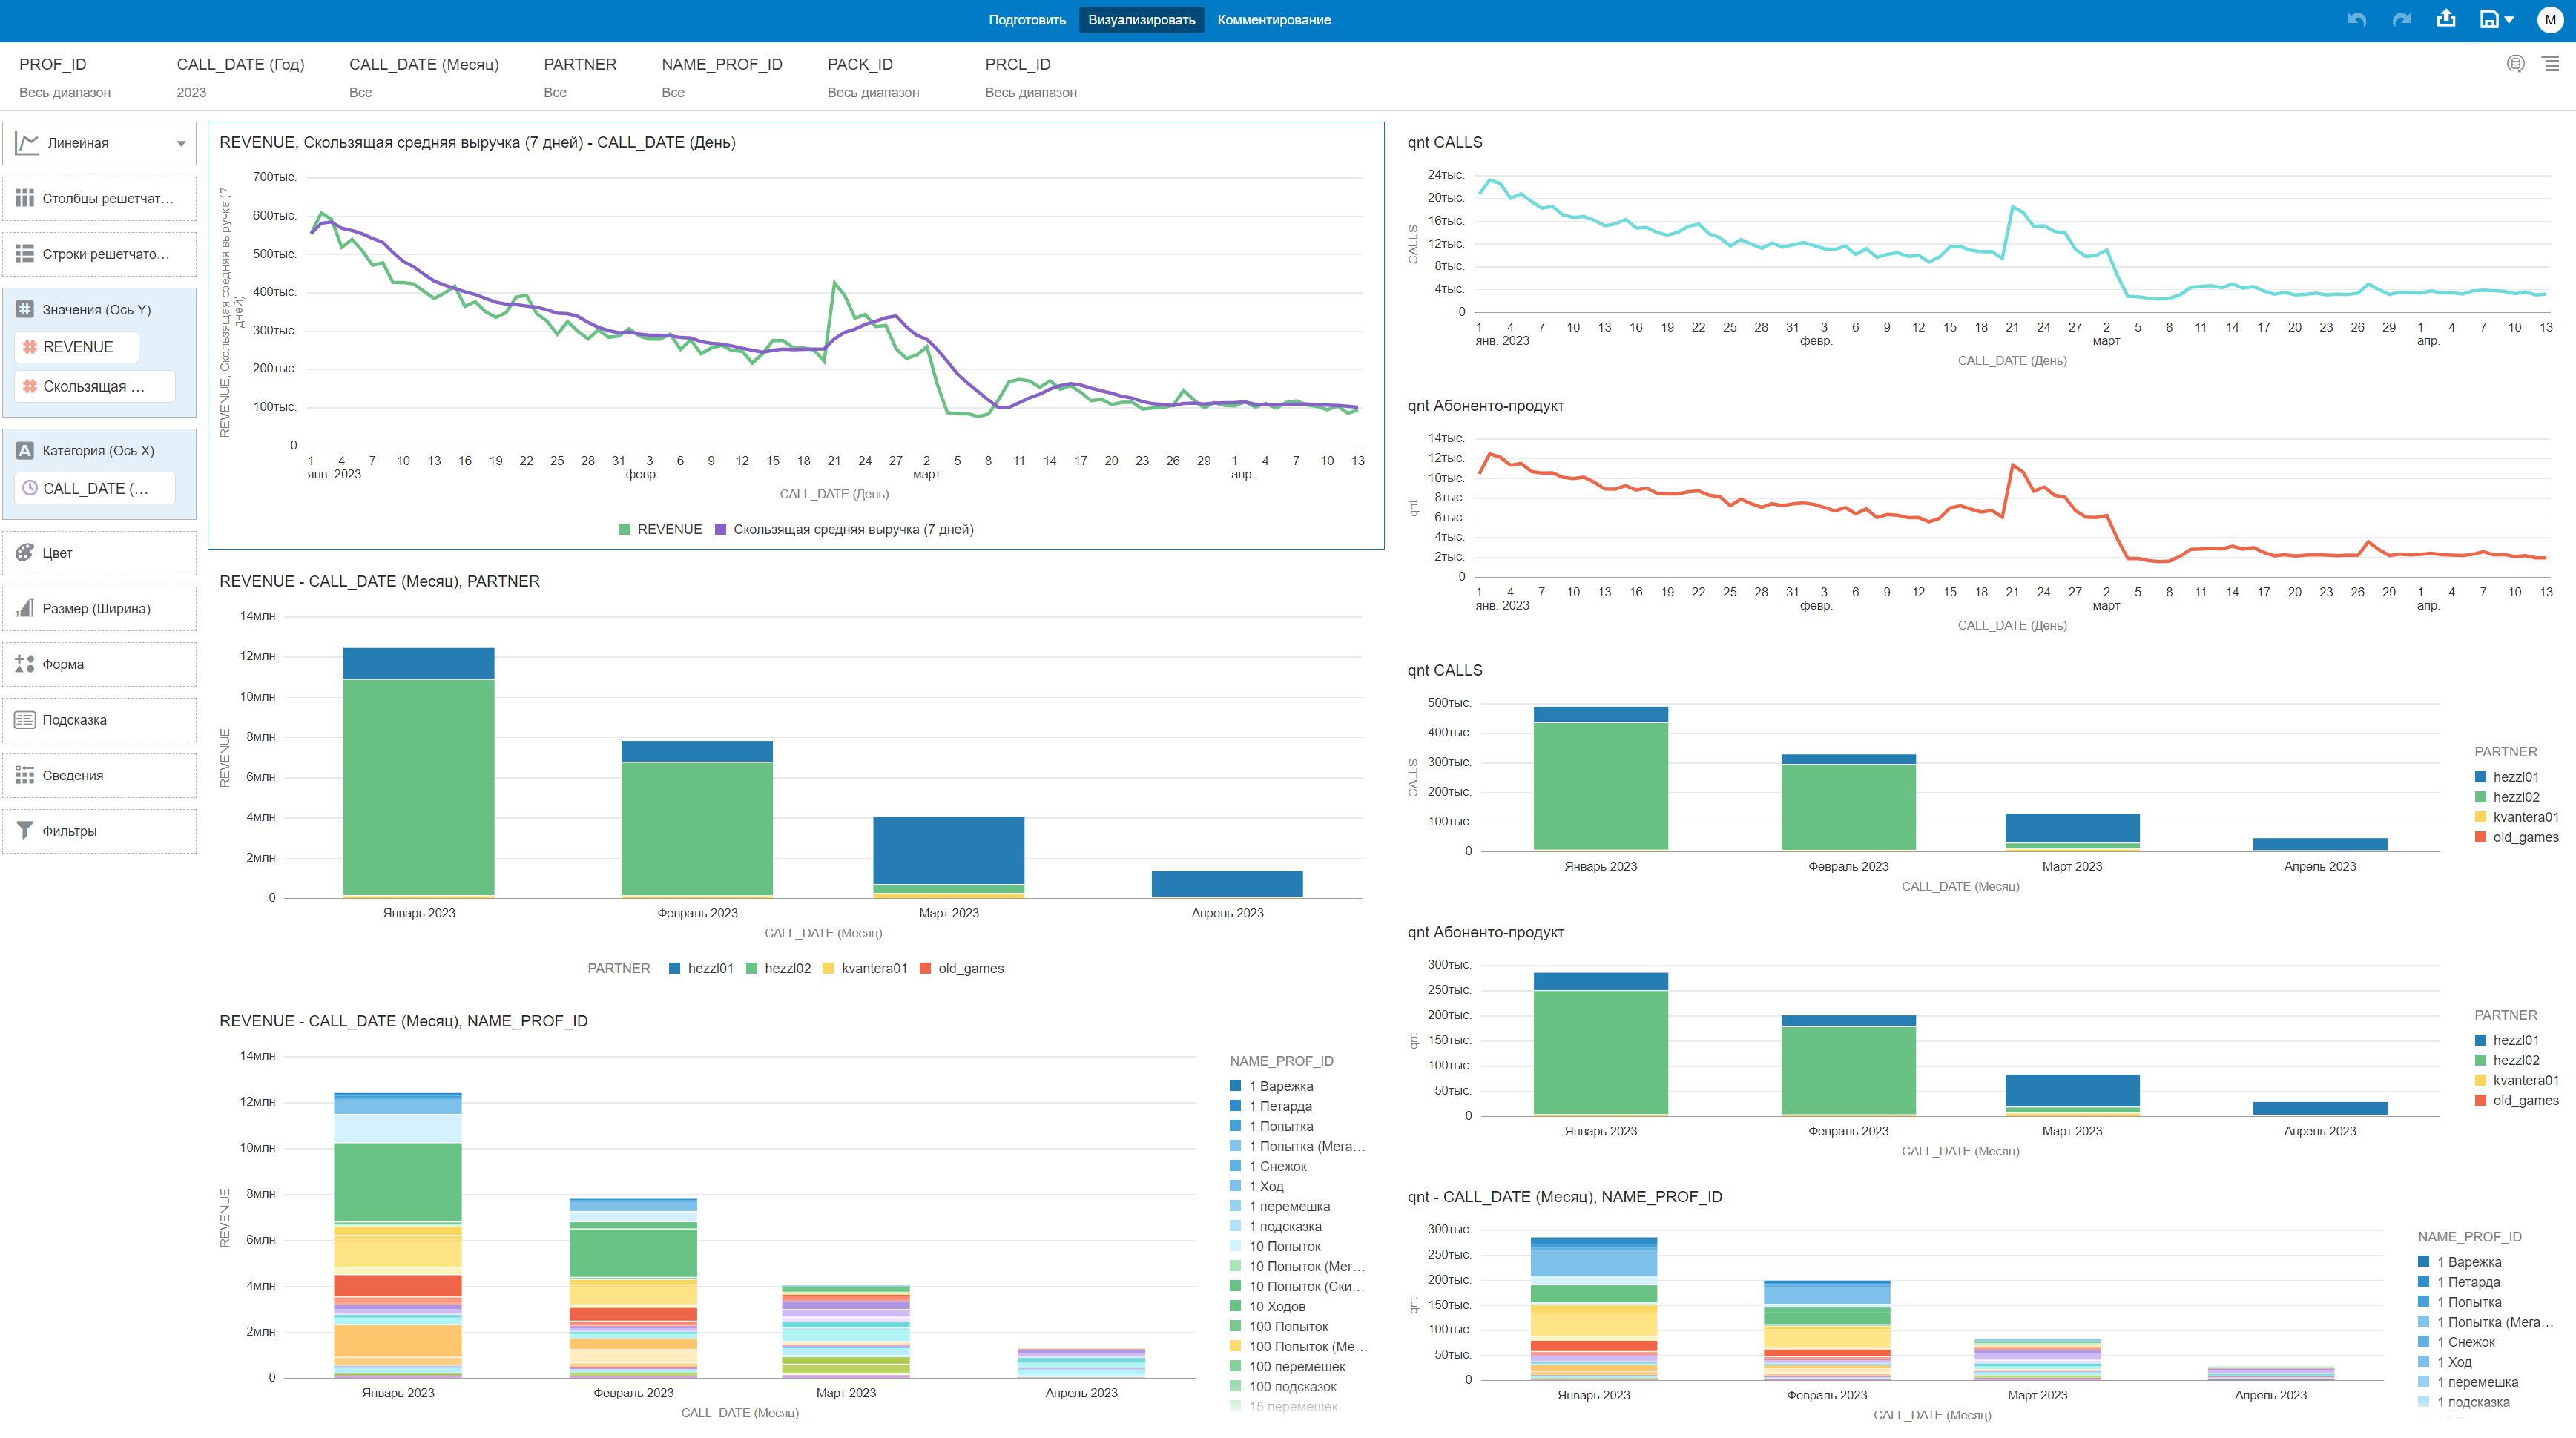 Подготовить
Визуализировать
Комментирование
M
PROF_ID
Весь диапазон
CALL_DATE (Год)
2023
CALL_DATE (Месяц)
Все
PARTNER
Все
NAME_PROF_ID
Все
PACK_ID
Весь диапазон
PRCL_ID
Весь диапазон
Линейная
Столбцы решетчат...
Строки решетчато...
Значения (Ось Y)
REVENUE
Скользящая ...
Категория (Ось X)
CALL_DATE (...
Цвет
Размер (Ширина)
Форма
Подсказка
Сведения
Фильтры
REVENUE, Скользящая средняя выручка (7 дней) - CALL_DATE (День)
REVENUE, Скользящая средняя выручка (7
дней)
700тыс.
600тыс.
500тыс.
400тыс.
300тыс.
200тыс.
100тыс.
0
1 4 7 10 13 16 19 22 25 28 31 3 6 9 12 15 18 21 24 27 2 5 8 11 14 17 20 23 26 29 1 4 7 10 13
янв. 2023 февр. март апр.
CALL_DATE (День)
REVENUE Скользящая средняя выручка (7 дней)
REVENUE - CALL_DATE (Месяц), PARTNER
REVENUE
14млн
12млн
10млн
8млн
6млн
4млн
2млн
0
Январь 2023 Февраль 2023 Март 2023 Апрель 2023
CALL_DATE (Месяц)
PARTNER hezzl01 hezzl02 kvantera01 old_games
REVENUE - CALL_DATE (Месяц), NAME_PROF_ID
REVENUE
14млн
12млн
10млн
8млн
6млн
4млн
2млн
0
Январь 2023 Февраль 2023 Март 2023 Апрель 2023
CALL_DATE (Месяц)
NAME_PROF_ID
1 Варежка
1 Петарда
1 Попытка
1 Попытка (Мега...
1 Снежок
1 Ход
1 перемешка
1 подсказка
10 Попыток
10 Попыток (Мег...
10 Попыток (Ски...
10 Ходов
100 Попыток
100 Попыток (Ме...
100 перемешек
100 подсказок
15 перемешек
qnt CALLS
CALLS
24тыс.
20тыс.
16тыс.
12тыс.
8тыс.
4тыс.
0
1 4 7 10 13 16 19 22 25 28 31 3 6 9 12 15 18 21 24 27 2 5 8 11 14 17 20 23 26 29 1 4 7 10 13
янв. 2023 февр. март апр.
CALL_DATE (День)
qnt Абоненто-продукт
qnt
14тыс.
12тыс.
10тыс.
8тыс.
6тыс.
4тыс.
2тыс.
0
1 4 7 10 13 16 19 22 25 28 31 3 6 9 12 15 18 21 24 27 2 5 8 11 14 17 20 23 26 29 1 4 7 10 13
янв. 2023 февр. март апр.
CALL_DATE (День)
qnt CALLS
CALLS
500тыс.
400тыс.
300тыс.
200тыс.
100тыс.
0
Январь 2023 Февраль 2023 Март 2023 Апрель 2023
CALL_DATE (Месяц)
PARTNER
hezzl01
hezzl02
kvantera01
old_games
qnt Абоненто-продукт
qnt
300тыс.
250тыс.
200тыс.
150тыс.
100тыс.
50тыс.
0
Январь 2023 Февраль 2023 Март 2023 Апрель 2023
CALL_DATE (Месяц)
PARTNER
hezzl01
hezzl02
kvantera01
old_games
qnt - CALL_DATE (Месяц), NAME_PROF_ID
qnt
300тыс.
250тыс.
200тыс.
150тыс.
100тыс.
50тыс.
0
Январь 2023 Февраль 2023 Март 2023 Апрель 2023
CALL_DATE (Месяц)
NAME_PROF_ID
1 Варежка
1 Петарда
1 Попытка
1 Попытка (Мега...
1 Снежок
1 Ход
1 перемешка
1 подсказка